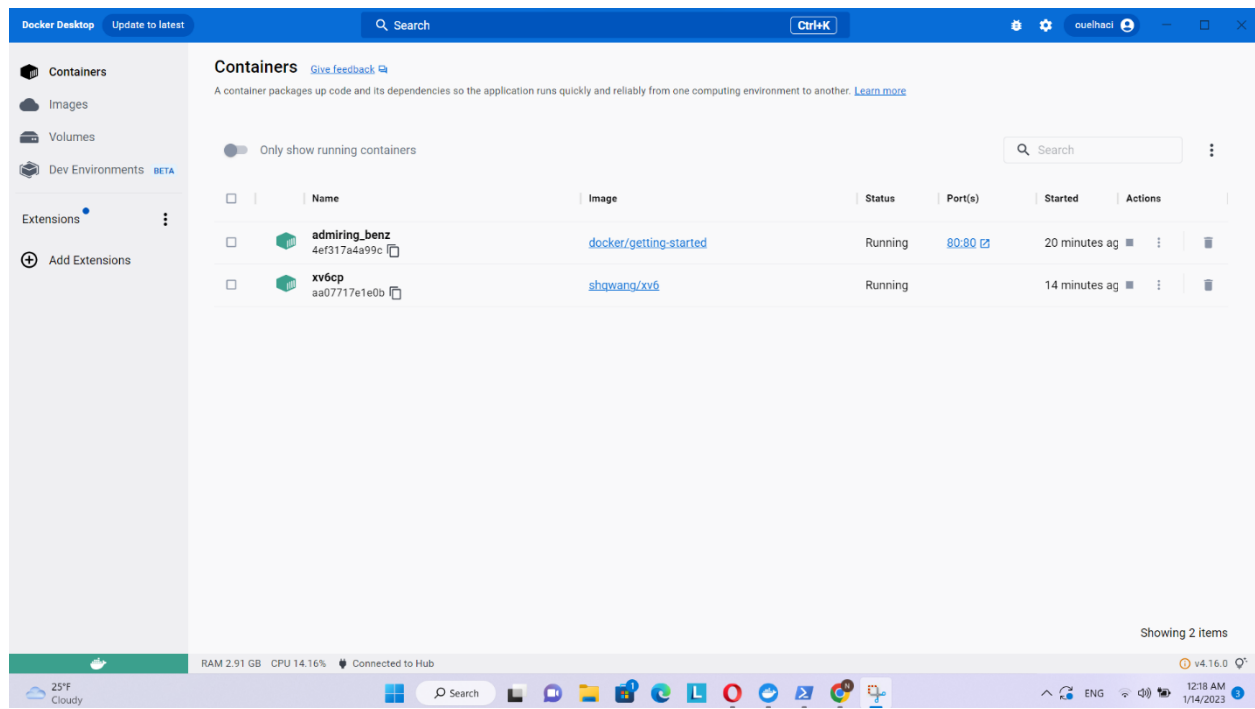 Docker Desktop Update to latest Search Ctrl+K ouelhaci
Containers
Images
Volumes
Dev Environments BETA
Extensions
Add Extensions
Containers Give feedback
A container packages up code and its dependencies so the application runs quickly and reliably from one computing environment to another. Learn more
Only show running containers Search
Name Image Status Port(s) Started Actions
admiring_benz
4ef317a4a99c docker/getting-started Running 80:80 20 minutes ag
xv6cp
aa07717e1e0b shqwang/xv6 Running 14 minutes ag
Showing 2 items
RAM 2.91 GB CPU 14.16% Connected to Hub v4.16.0
25°F
Cloudy
Search
1
L
N
ENG
12:18 AM
1/14/2023
3